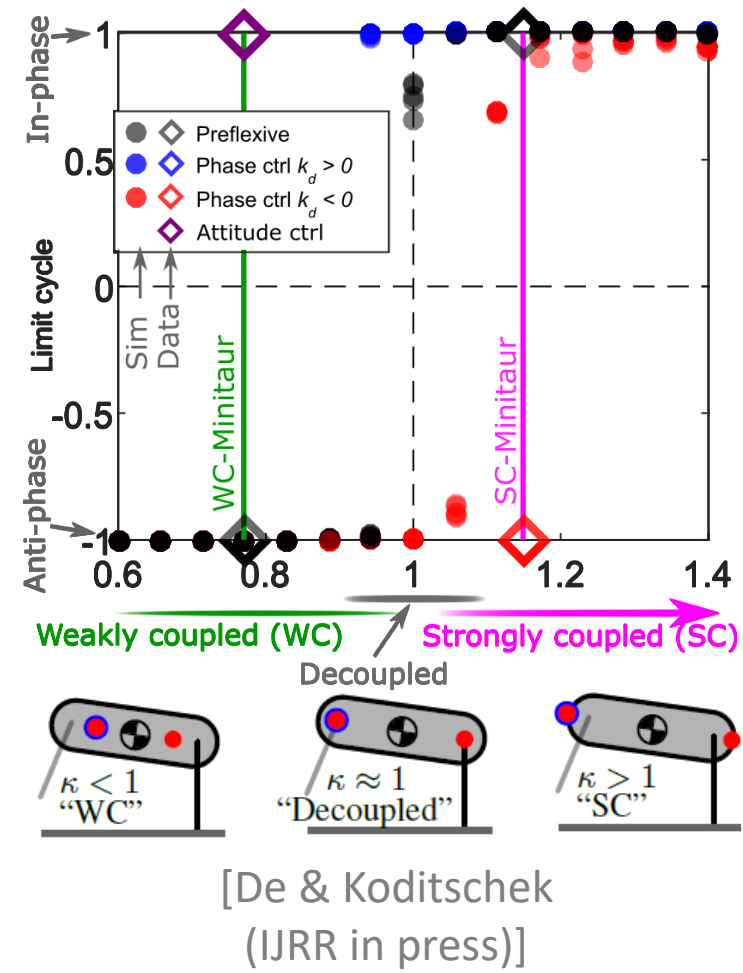 In-phase
1
Preflexive
Phase ctrl k_d > 0
Phase ctrl k_d < 0
Attitude ctrl
0.5
Limit cycle
0
Sim
Data
WC-Minitaur
SC-Minitaur
-0.5
Anti-phase
-1
0.6 0.8 1 1.2 1.4
Weakly coupled (WC)
Strongly coupled (SC)
Decoupled
κ < 1
“WC”
κ ≈ 1
“Decoupled”
κ > 1
“SC”
[De & Koditschek
(IJRR in press)]